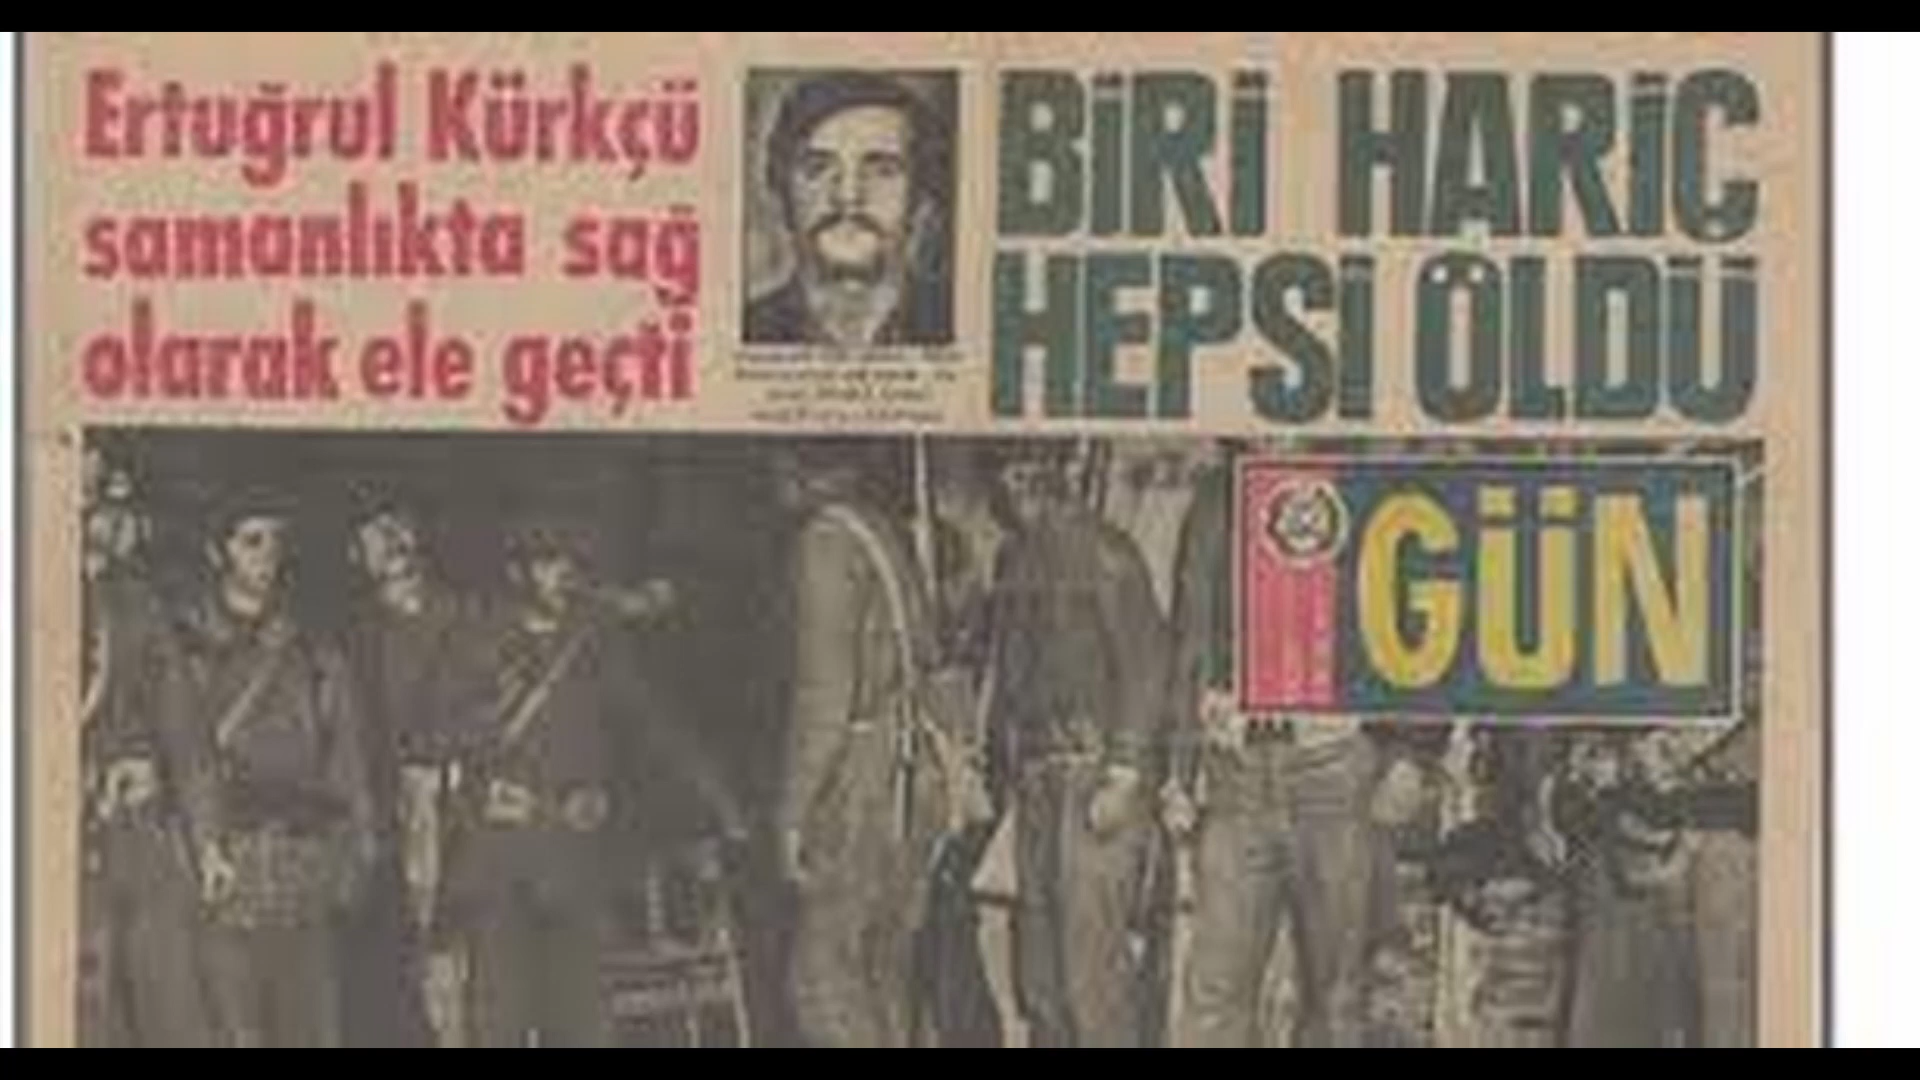 Ertuğrul Kürkçü
samanlıkta sağ
olarak ele geçti
BİRİ HARİÇ
HEPSİ ÖLDÜ
GÜN